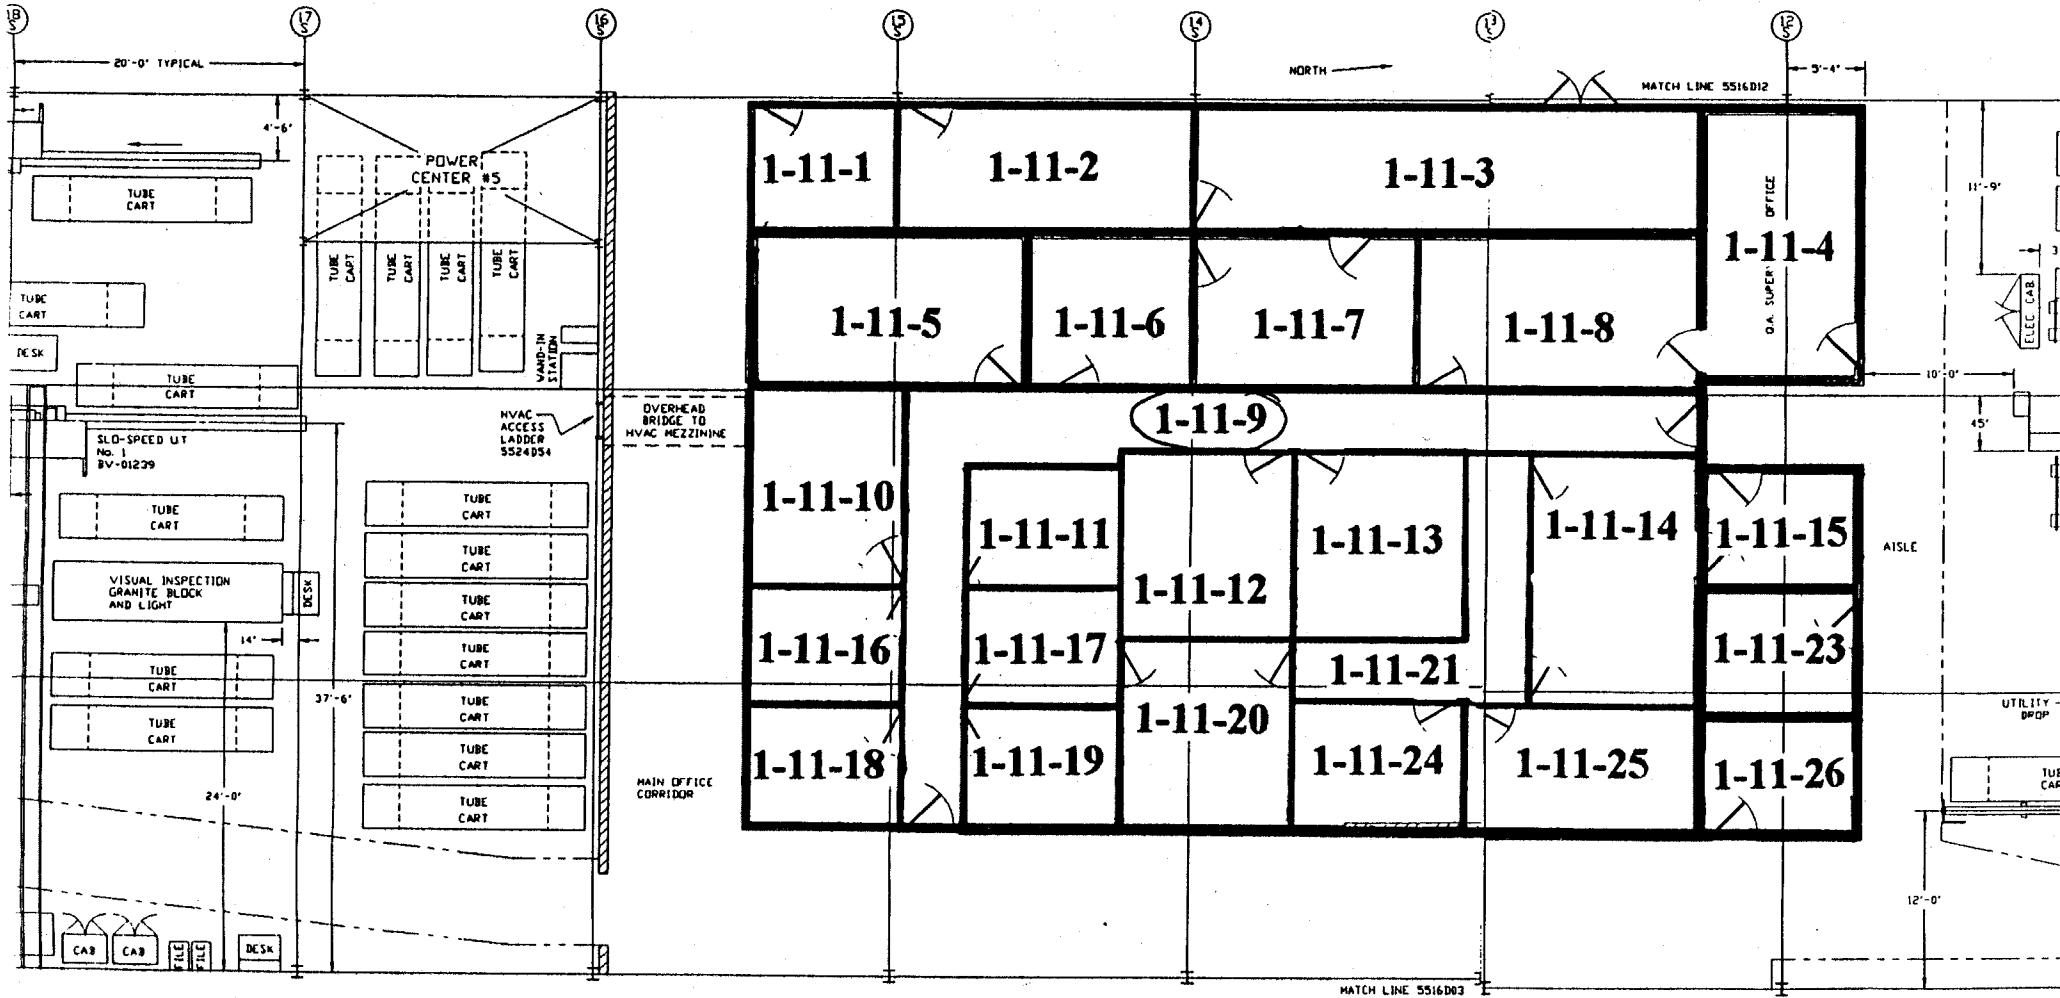 18
S
17
S
16
S
15
S
14
S
13
12
S
20'-0" TYPICAL
NORTH
MATCH LINE 5516D12
5'-4"
4'-6"
POWER
CENTER #5
TUBE
CART
TUBE
CART
TUBE
CART
TUBE
CART
TUBE
CART
TUBE
CART
DESK
TUBE
CART
WAND-IN
STATION
HVAC
ACCESS
LADDER
5524D54
OVERHEAD
BRIDGE TO
HVAC MEZZININE
SLO-SPEED UT
No. 1
BV-01239
TUBE
CART
VISUAL INSPECTION
GRANITE BLOCK
AND LIGHT
DESK
14"
TUBE
CART
TUBE
CART
37'-6"
24'-0"
TUBE
CART
TUBE
CART
TUBE
CART
TUBE
CART
TUBE
CART
TUBE
CART
TUBE
CART
CAB
CAB
FILE
FILE
DESK
MAIN OFFICE
CORRIDOR
1-11-1
1-11-2
1-11-3
1-11-4
Q.A. SUPER OFFICE
1-11-5
1-11-6
1-11-7
1-11-8
1-11-9
1-11-10
1-11-11
1-11-12
1-11-13
1-11-14
1-11-15
1-11-16
1-11-17
1-11-18
1-11-19
1-11-20
1-11-21
1-11-23
1-11-24
1-11-25
1-11-26
11'-9"
ELEC CAB.
10'-0"
45"
AISLE
UTILITY
DROP
12'-0"
MATCH LINE 5516D03